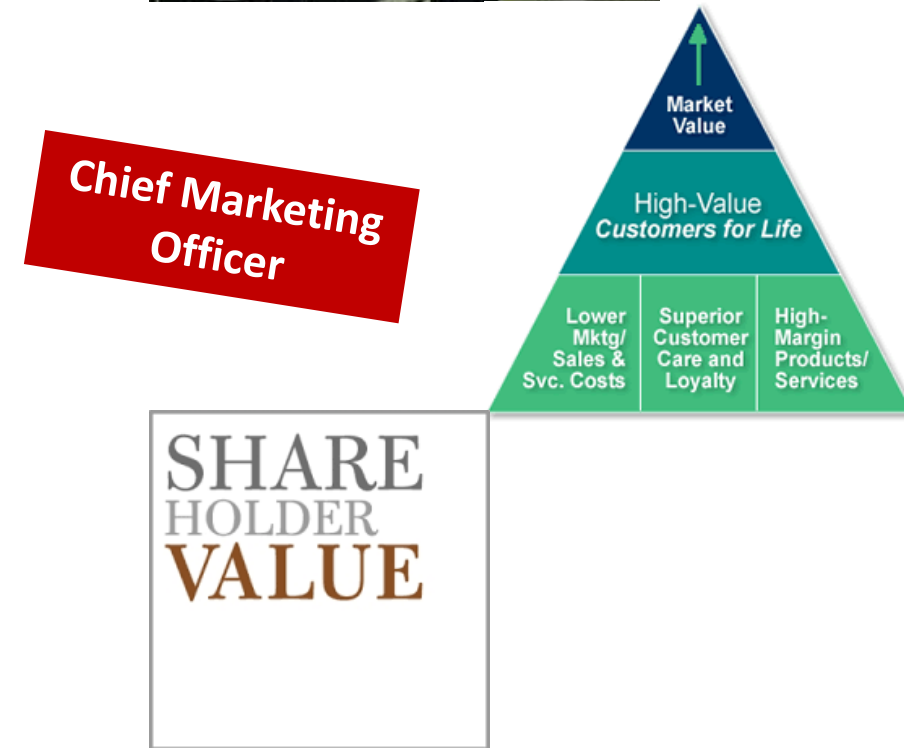 Chief Marketing
Officer
Market
Value
High-Value
Customers for Life
Lower
Mktg/
Sales &
Svc. Costs
Superior
Customer
Care and
Loyalty
High-
Margin
Products/
Services
SHARE
HOLDER
VALUE